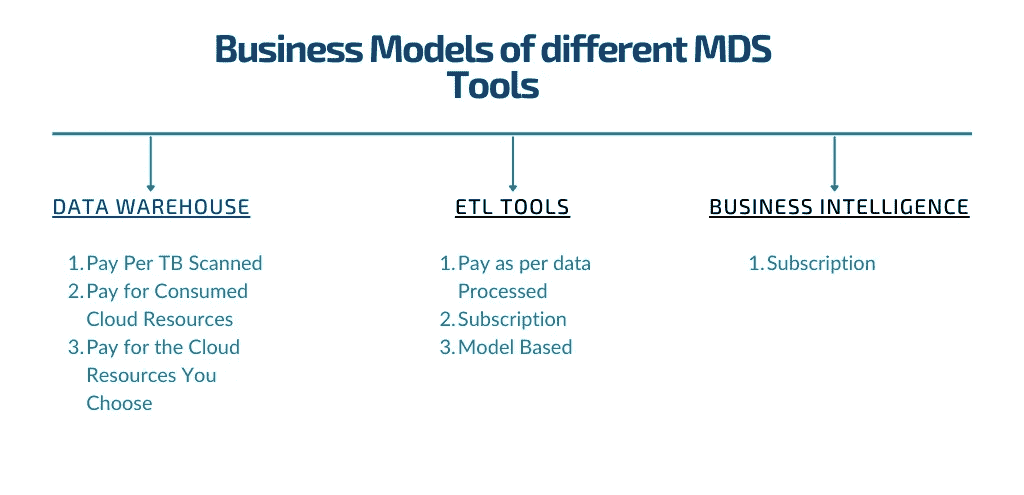 Business Models of different MDS
Tools
DATA WAREHOUSE
1. Pay Per TB Scanned
2. Pay for Consumed
Cloud Resources
3. Pay for the Cloud
Resources You
Choose
ETL TOOLS
1. Pay as per data
Processed
2. Subscription
3. Model Based
BUSINESS INTELLIGENCE
1. Subscription